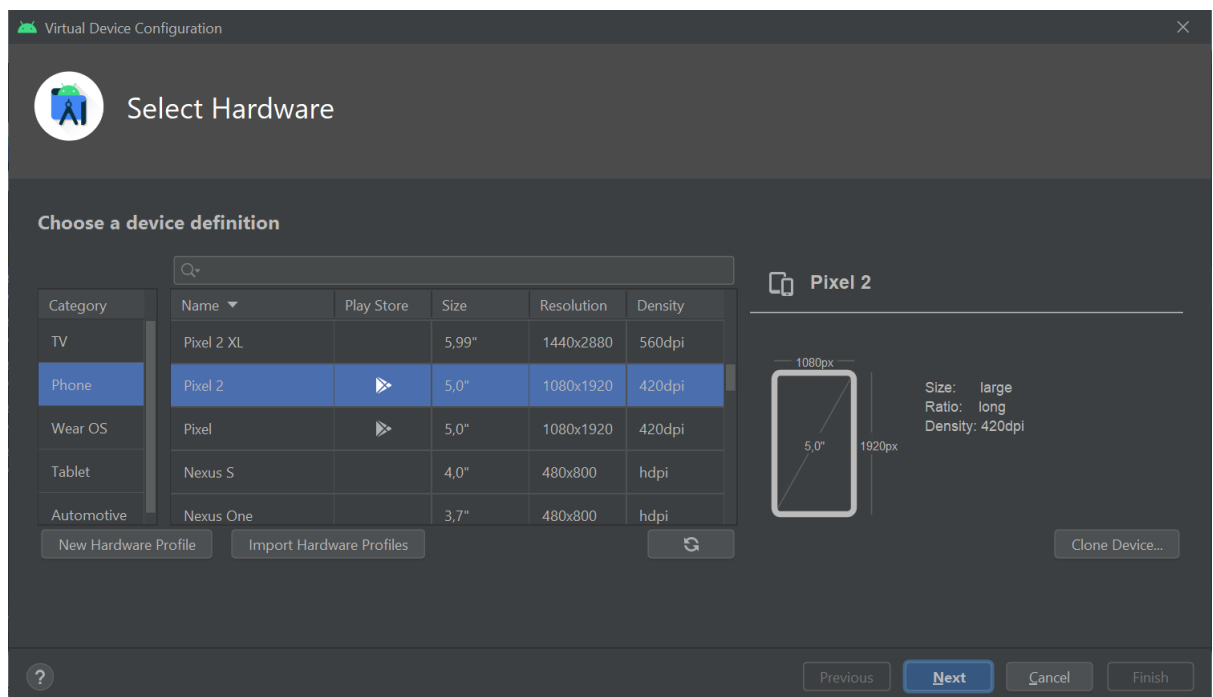 Virtual Device Configuration
Select Hardware
Choose a device definition
Category
TV
Phone
Wear OS
Tablet
Automotive
Name Play Store Size Resolution Density
Pixel 2 XL 5,99" 1440x2880 560dpi
Pixel 2 5,0" 1080x1920 420dpi
Pixel 5,0" 1080x1920 420dpi
Nexus S 4,0" 480x800 hdpi
Nexus One 3,7" 480x800 hdpi
New Hardware Profile Import Hardware Profiles
Pixel 2
1080px
5,0" 1920px
Size: large
Ratio: long
Density: 420dpi
Clone Device...
? Previous Next Cancel Finish